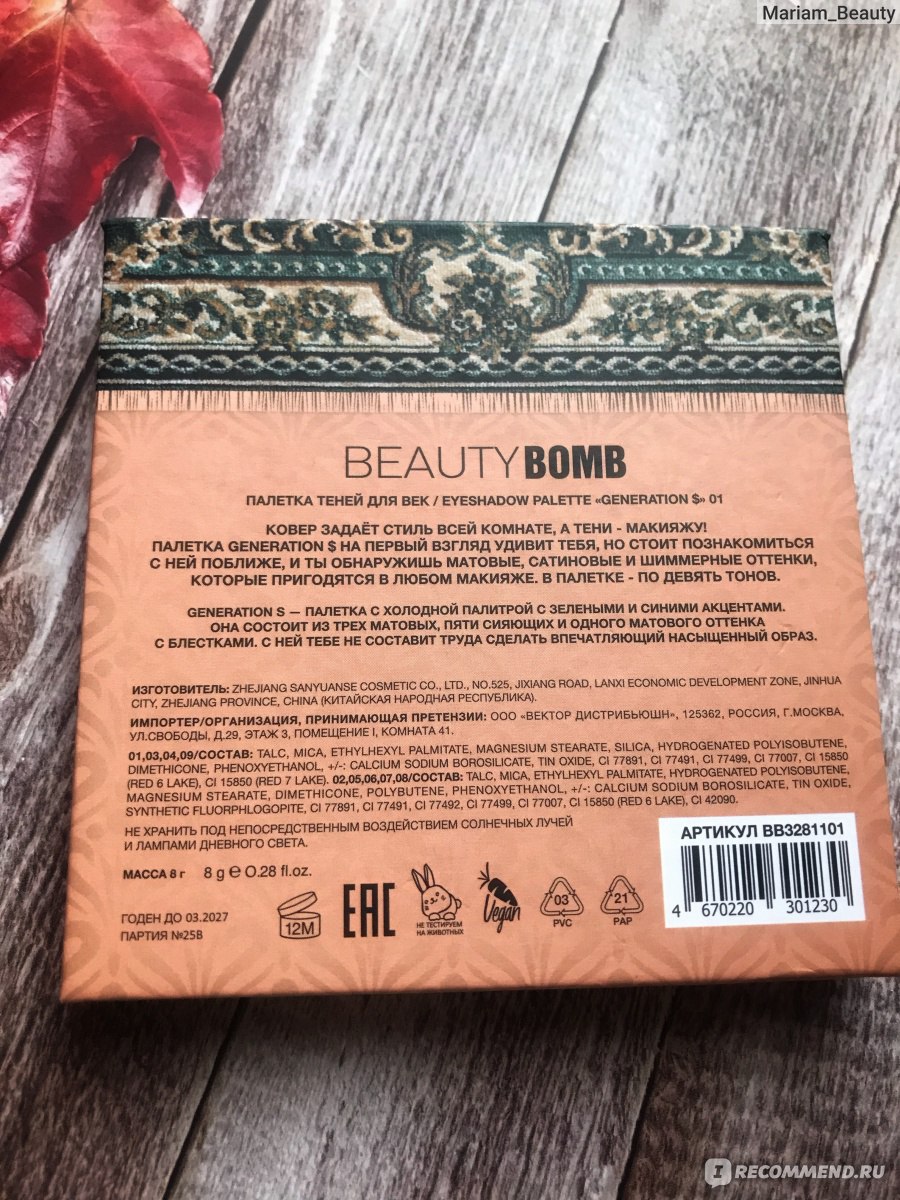 Mariam_Beauty
BEAUTYBOMB
ПАЛЕТКА ТЕНЕЙ ДЛЯ ВЕК / EYESHADOW PALETTE «GENERATION $» 01
КОВЕР ЗАДАЁТ СТИЛЬ ВСЕЙ КОМНАТЕ, А ТЕНИ - МАКИЯЖУ!
ПАЛЕТКА GENERATION $ НА ПЕРВЫЙ ВЗГЛЯД УДИВИТ ТЕБЯ, НО СТОИТ ПОЗНАКОМИТЬСЯ
С НЕЙ ПОБЛИЖЕ, И ТЫ ОБНАРУЖИШЬ МАТОВЫЕ, САТИНОВЫЕ И ШИММЕРНЫЕ ОТТЕНКИ,
КОТОРЫЕ ПРИГОДЯТСЯ В ЛЮБОМ МАКИЯЖЕ. В ПАЛЕТКЕ - ПО ДЕВЯТЬ ТОНОВ.
GENERATION S — ПАЛЕТКА С ХОЛОДНОЙ ПАЛИТРОЙ С ЗЕЛЕНЫМИ И СИНИМИ АКЦЕНТАМИ.
ОНА СОСТОИТ ИЗ ТРЕХ МАТОВЫХ, ПЯТИ СИЯЮЩИХ И ОДНОГО МАТОВОГО ОТТЕНКА
С БЛЕСТКАМИ. С НЕЙ ТЕБЕ НЕ СОСТАВИТ ТРУДА СДЕЛАТЬ ВПЕЧАТЛЯЮЩИЙ НАСЫЩЕННЫЙ ОБРАЗ.
ИЗГОТОВИТЕЛЬ: ZHEJIANG SANYUANSE COSMETIC CO., LTD., NO.525, JIXIANG ROAD, LANXI ECONOMIC DEVELOPMENT ZONE, JINHUA
CITY, ZHEJIANG PROVINCE, CHINA (КИТАЙСКАЯ НАРОДНАЯ РЕСПУБЛИКА).
ИМПОРТЕР/ОРГАНИЗАЦИЯ, ПРИНИМАЮЩАЯ ПРЕТЕНЗИИ: ООО «ВЕКТОР ДИСТРИБЬЮШН», 125362, РОССИЯ, Г.МОСКВА,
УЛ.СВОБОДЫ, Д.29, ЭТАЖ 3, ПОМЕЩЕНИЕ I, КОМНАТА 41.
01,03,04,09/СОСТАВ: TALC, MICA, ETHYLHEXYL PALMITATE, MAGNESIUM STEARATE, SILICA, HYDROGENATED POLYISOBUTENE,
DIMETHICONE, PHENOXYETHANOL, +/-: CALCIUM SODIUM BOROSILICATE, TIN OXIDE, CI 77891, CI 77491, CI 77499, CI 77007, CI 15850
(RED 6 LAKE), CI 15850 (RED 7 LAKE). 02,05,06,07,08/СОСТАВ: TALC, MICA, ETHYLHEXYL PALMITATE, HYDROGENATED POLYISOBUTENE,
MAGNESIUM STEARATE, DIMETHICONE, POLYBUTENE, PHENOXYETHANOL, +/-: CALCIUM SODIUM BOROSILICATE, TIN OXIDE,
SYNTHETIC FLUORPHLOGOPITE, CI 77891, CI 77491, CI 77492, CI 77499, CI 77007, CI 15850 (RED 6 LAKE), CI 42090.
НЕ ХРАНИТЬ ПОД НЕПОСРЕДСТВЕННЫМ ВОЗДЕЙСТВИЕМ СОЛНЕЧНЫХ ЛУЧЕЙ
И ЛАМПАМИ ДНЕВНОГО СВЕТА.
МАССА 8 г 8 g e 0.28 fl.oz.
АРТИКУЛ BB3281101
4 670220 301230
ГОДЕН ДО 03.2027
ПАРТИЯ №25B
12M
EAC
НЕ ТЕСТИРУЕМ
НА ЖИВОТНЫХ
Vegan
03
PVC
21
PAP
IRECOMMEND.RU